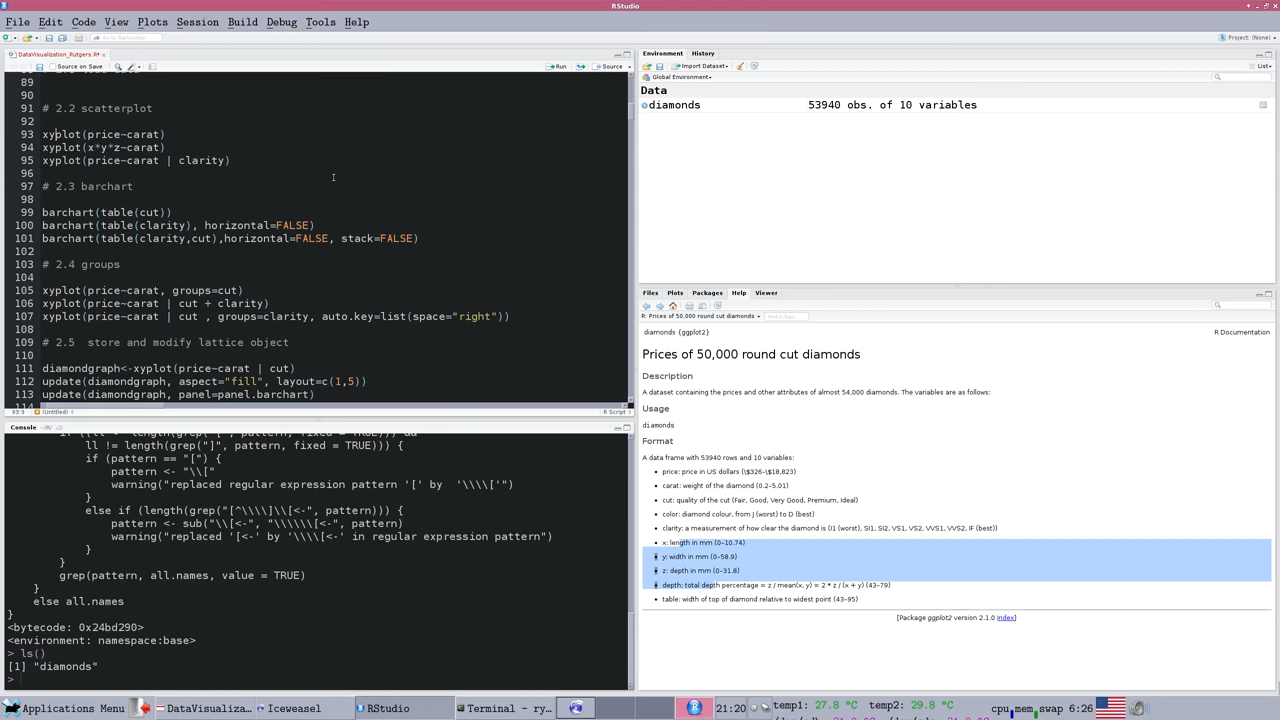 RStudio
File Edit Code View Plots Session Build Debug Tools Help
Go to file/function
Project: (None)
DataVisualization_Rutgers.R*
Source on Save
Run
Source
89
90
91 # 2.2 scatterplot
92
93 xyplot(price~carat)
94 xyplot(x*y*z~carat)
95 xyplot(price~carat | clarity)
96
97 # 2.3 barchart
98
99 barchart(table(cut))
100 barchart(table(clarity), horizontal=FALSE)
101 barchart(table(clarity,cut),horizontal=FALSE, stack=FALSE)
102
103 # 2.4 groups
104
105 xyplot(price~carat, groups=cut)
106 xyplot(price~carat | cut + clarity)
107 xyplot(price~carat | cut , groups=clarity, auto.key=list(space="right"))
108
109 # 2.5  store and modify lattice object
110
111 diamondgraph<-xyplot(price~carat | cut)
112 update(diamondgraph, aspect="fill", layout=c(1,5))
113 update(diamondgraph, panel=panel.barchart)
93:3 (Untitled) R Script
Console ~/R/
ll != length(grep("]", pattern, fixed = TRUE))) {
if (pattern == "[") {
pattern <- "\\["
warning("replaced regular expression pattern '[' by  '\\\\['")
}
else if (length(grep("[^\\\\]\\[<-", pattern))) {
pattern <- sub("\\[<-", "\\\\\\[<-", pattern)
warning("replaced '[<-' by '\\\\[<-' in regular expression pattern")
}
}
grep(pattern, all.names, value = TRUE)
}
else all.names
}
<bytecode: 0x24bd290>
<environment: namespace:base>
> ls()
[1] "diamonds"
>
Environment History
Import Dataset
List
Global Environment
Data
diamonds 53940 obs. of 10 variables
Files Plots Packages Help Viewer
R: Prices of 50,000 round cut diamonds Find in Topic
diamonds {ggplot2} R Documentation
Prices of 50,000 round cut diamonds
Description
A dataset containing the prices and other attributes of almost 54,000 diamonds. The variables are as follows:
Usage
diamonds
Format
A data frame with 53940 rows and 10 variables:
• price: price in US dollars (\$326–\$18,823)
• carat: weight of the diamond (0.2–5.01)
• cut: quality of the cut (Fair, Good, Very Good, Premium, Ideal)
• color: diamond colour, from J (worst) to D (best)
• clarity: a measurement of how clear the diamond is (I1 (worst), SI1, SI2, VS1, VS2, VVS1, VVS2, IF (best))
• x: length in mm (0–10.74)
• y: width in mm (0–58.9)
• z: depth in mm (0–31.8)
• depth: total depth percentage = z / mean(x, y) = 2 * z / (x + y) (43–79)
• table: width of top of diamond relative to widest point (43–95)
[Package ggplot2 version 2.1.0 Index]
Applications Menu DataVisualiza... Iceweasel RStudio Terminal - ry... 21:20 temp1: 27.8 °C temp2: 29.8 °C cpu mem swap 6:26